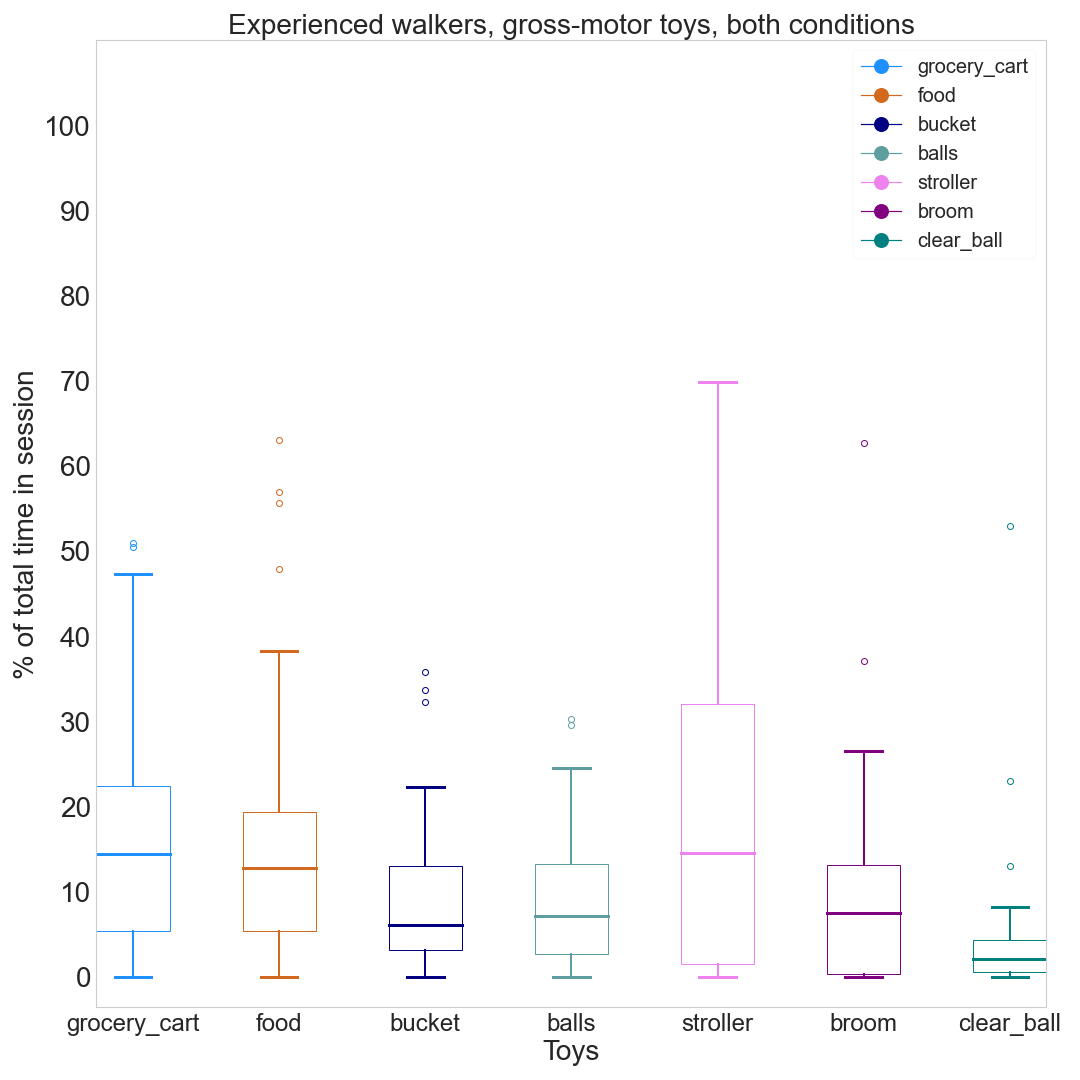 Experienced walkers, gross-motor toys, both conditions
grocery_cart
food
bucket
balls
stroller
broom
clear_ball
% of total time in session
100
90
80
70
60
50
40
30
20
10
0
grocery_cart food bucket balls stroller broom clear_ball
Toys